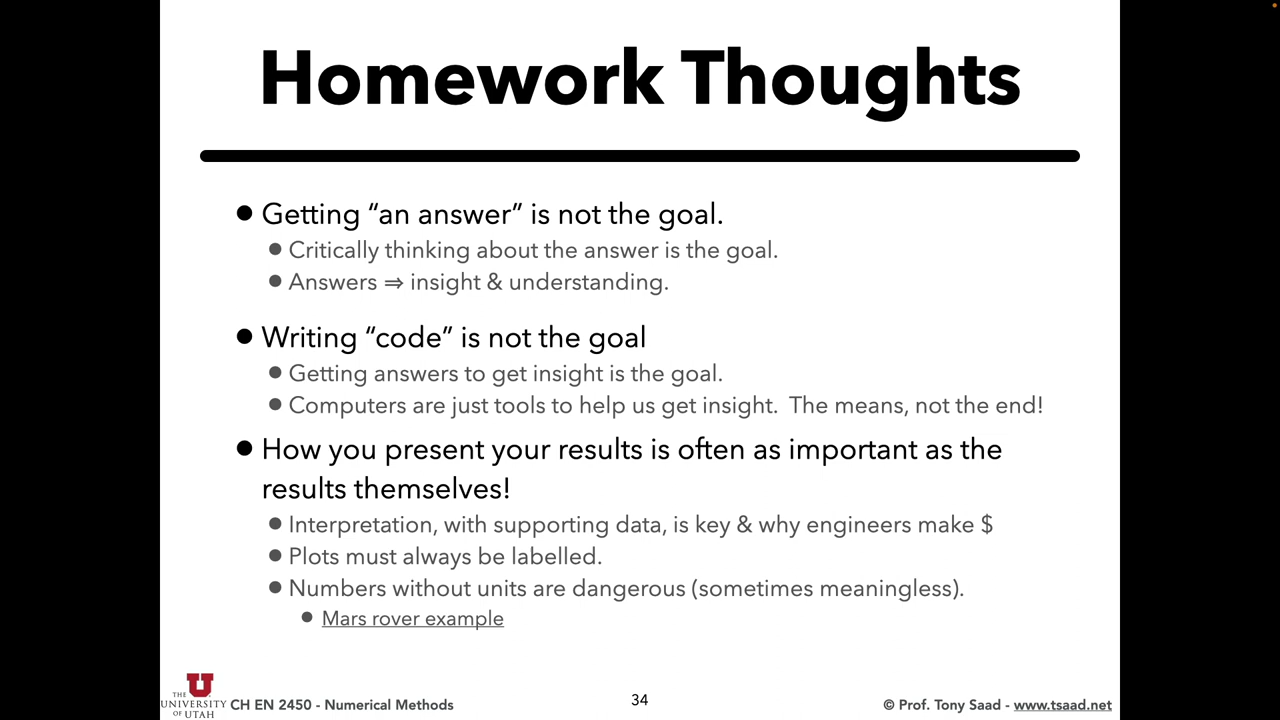 Homework Thoughts
● Getting “an answer” is not the goal.
● Critically thinking about the answer is the goal.
● Answers ⇒ insight & understanding.
● Writing “code” is not the goal
● Getting answers to get insight is the goal.
● Computers are just tools to help us get insight.  The means, not the end!
● How you present your results is often as important as the
results themselves!
● Interpretation, with supporting data, is key & why engineers make $
● Plots must always be labelled.
● Numbers without units are dangerous (sometimes meaningless).
● Mars rover example
THE
UNIVERSITY
OF UTAH
CH EN 2450 - Numerical Methods
34
© Prof. Tony Saad - www.tsaad.net